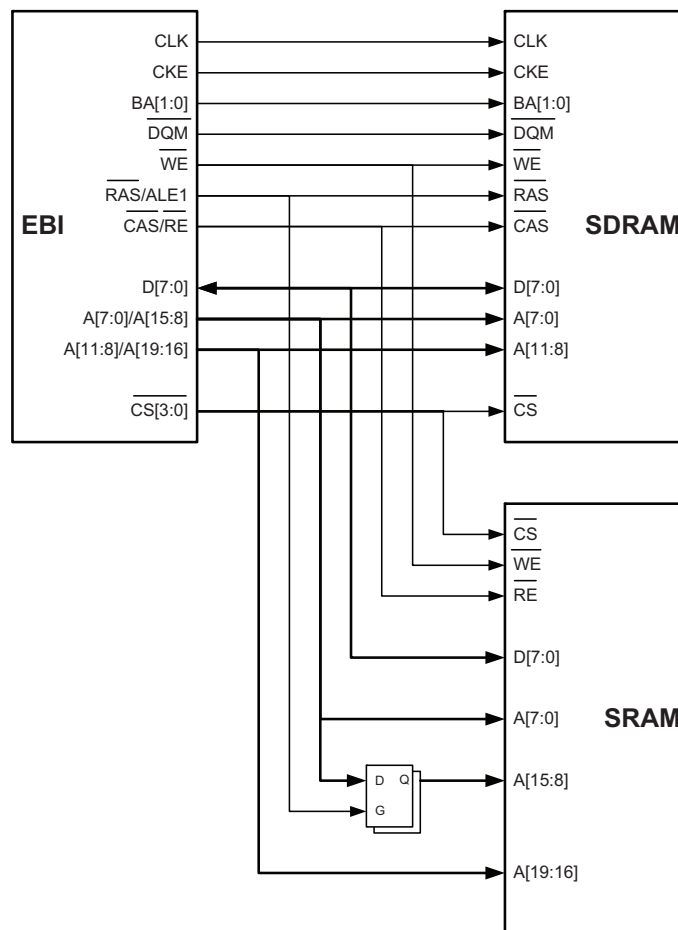 CLK
CKE
BA[1:0]
DQM
WE
RAS/ALE1
CAS/RE
EBI
D[7:0]
A[7:0]/A[15:8]
A[11:8]/A[19:16]
CS[3:0]
CLK
CKE
BA[1:0]
DQM
WE
RAS
CAS
SDRAM
D[7:0]
A[7:0]
A[11:8]
CS
CS
WE
RE
D[7:0]
A[7:0]
SRAM
D Q
G
A[15:8]
A[19:16]